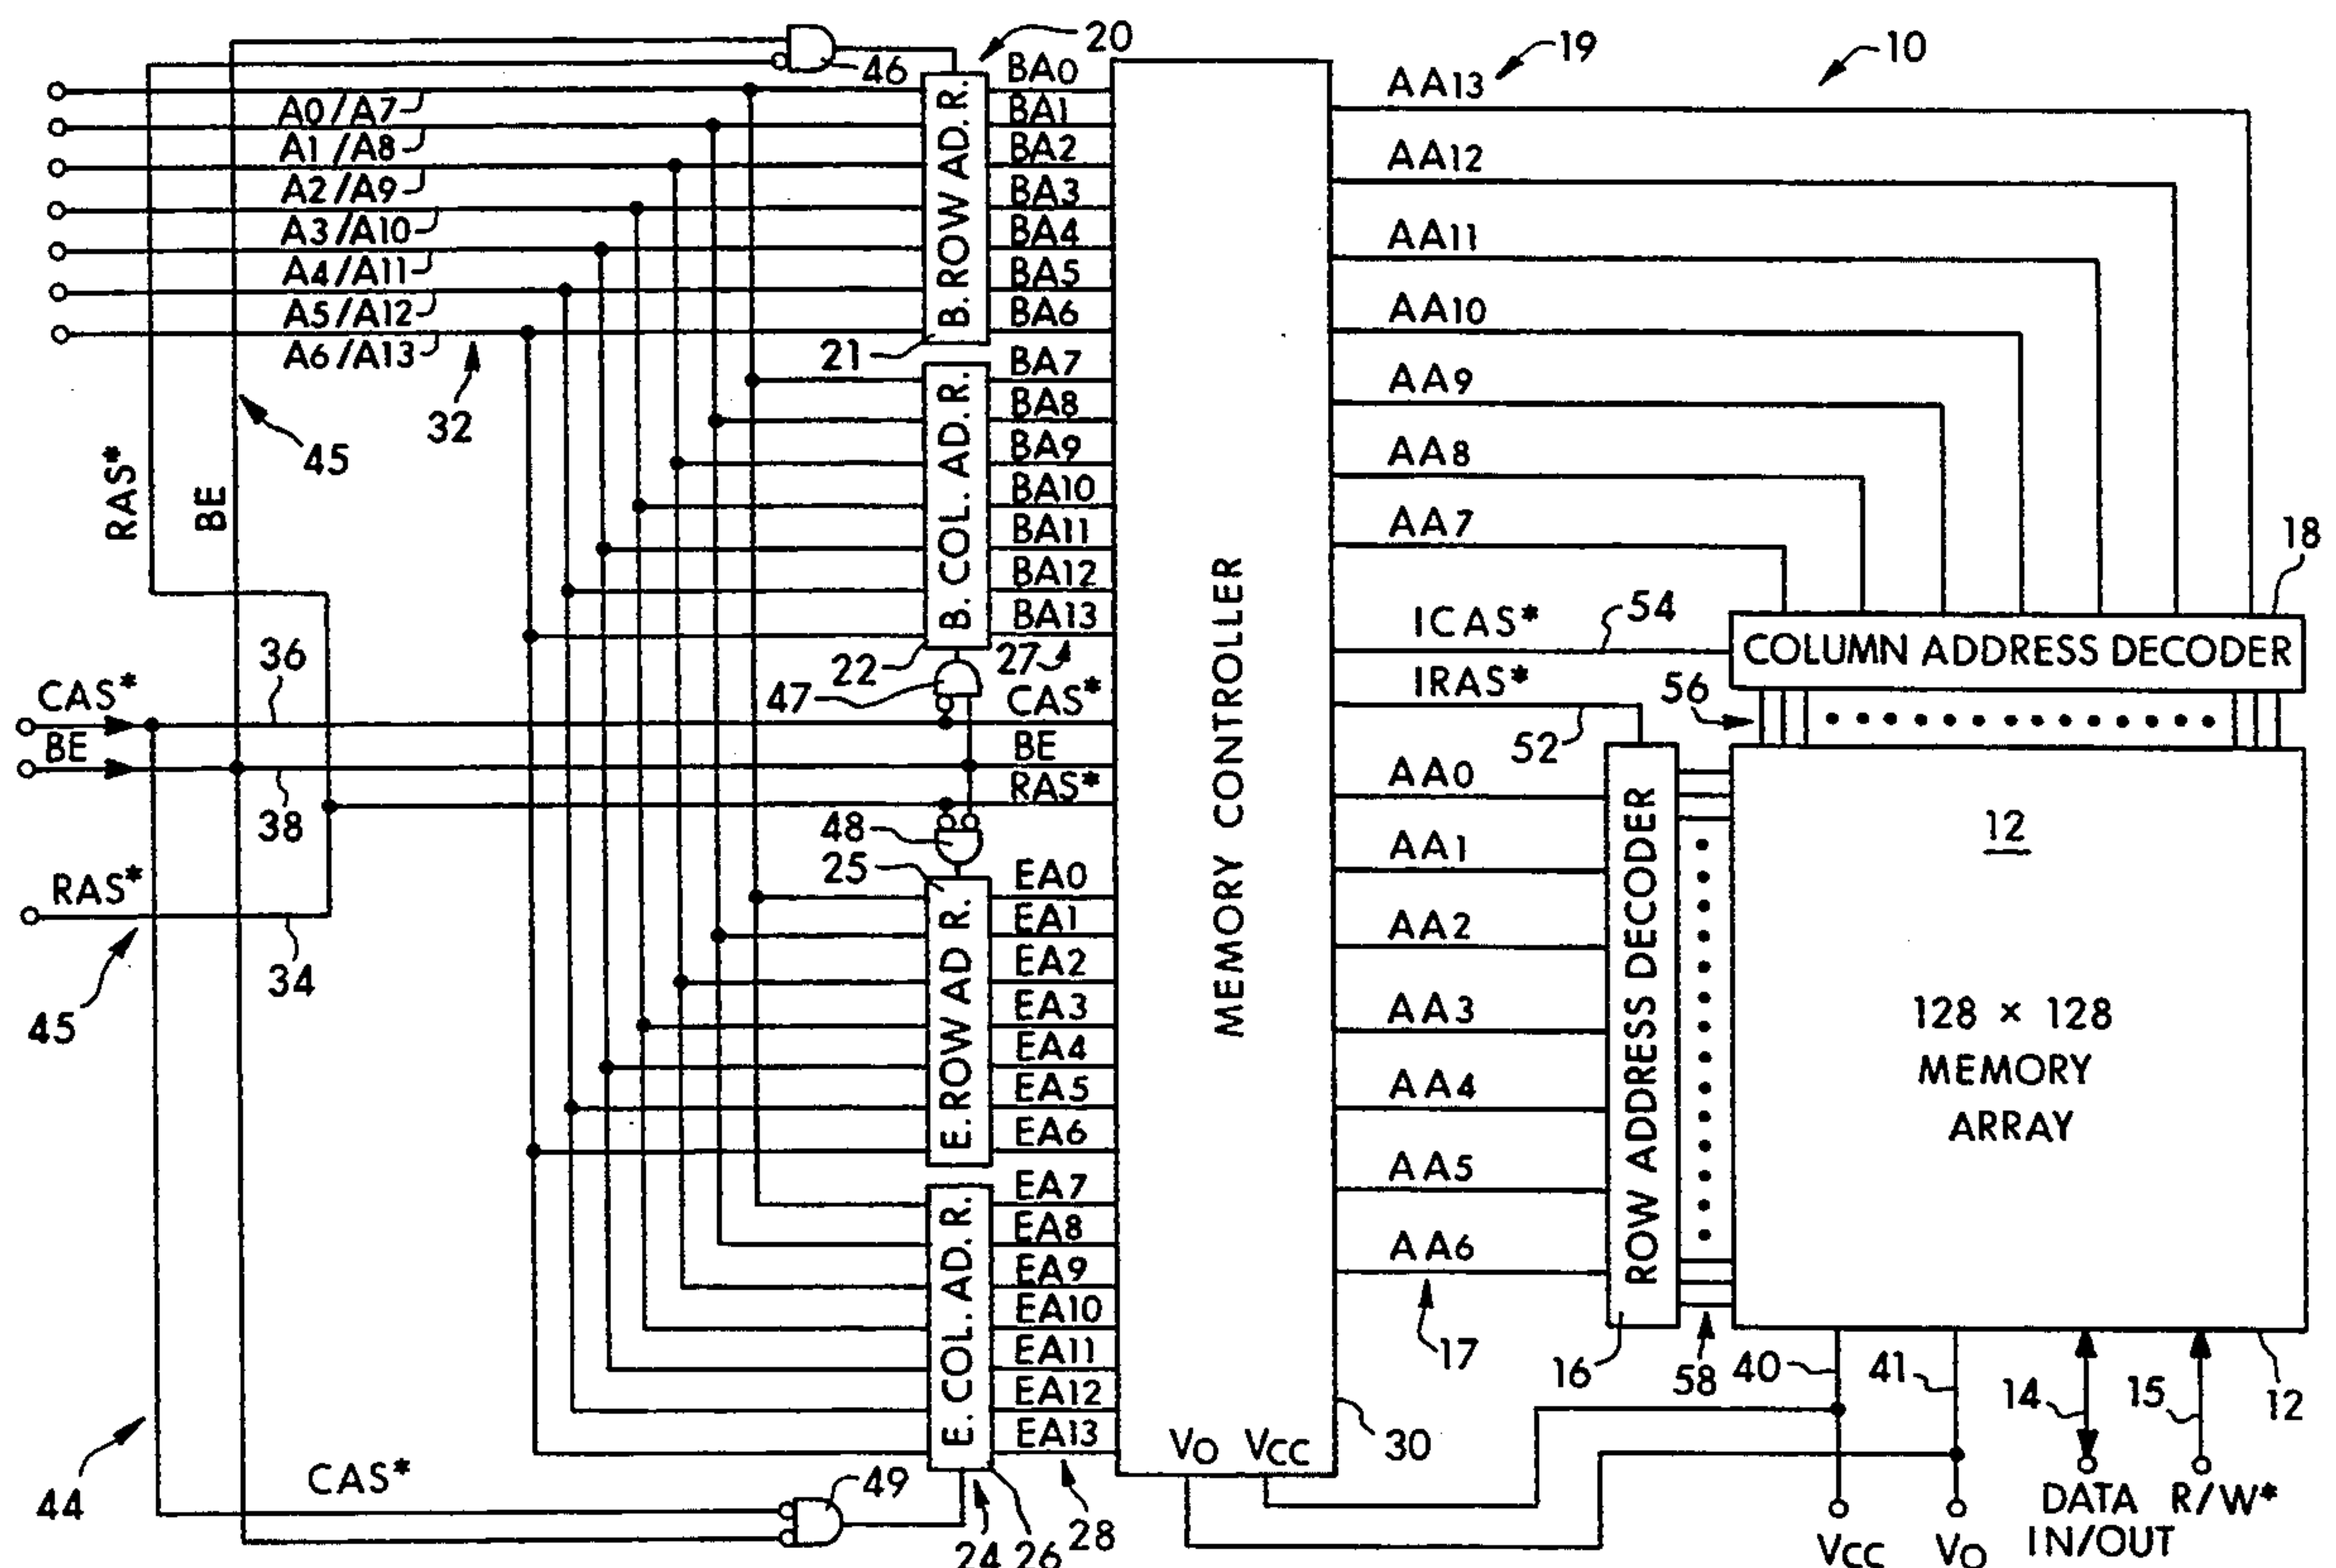 20
19
10
46
BA0
BA1
BA2
BA3
BA4
BA5
BA6
B. ROW AD. R.
21
A0/A7
A1/A8
A2/A9
A3/A10
A4/A11
A5/A12
A6/A13
32
45
RAS*
BE
BA7
BA8
BA9
BA10
BA11
BA12
BA13
B. COL. AD. R.
22
27
47
36
CAS*
BE
38
RAS*
34
45
CAS*
BE
RAS*
48
25
EA0
EA1
EA2
EA3
EA4
EA5
EA6
E. ROW AD R.
EA7
EA8
EA9
EA10
EA11
EA12
EA13
E. COL. AD. R.
44
CAS*
49
24
26
28
MEMORY CONTROLLER
VO VCC
30
AA13
AA12
AA11
AA10
AA9
AA8
AA7
18
ICAS*
54
COLUMN ADDRESS DECODER
IRAS*
52
56
AA0
AA1
AA2
AA3
AA4
AA5
AA6
17
ROW ADDRESS DECODER
16
58
12
128 × 128
MEMORY
ARRAY
40
41
14
15
12
VCC
VO
DATA
IN/OUT
R/W*